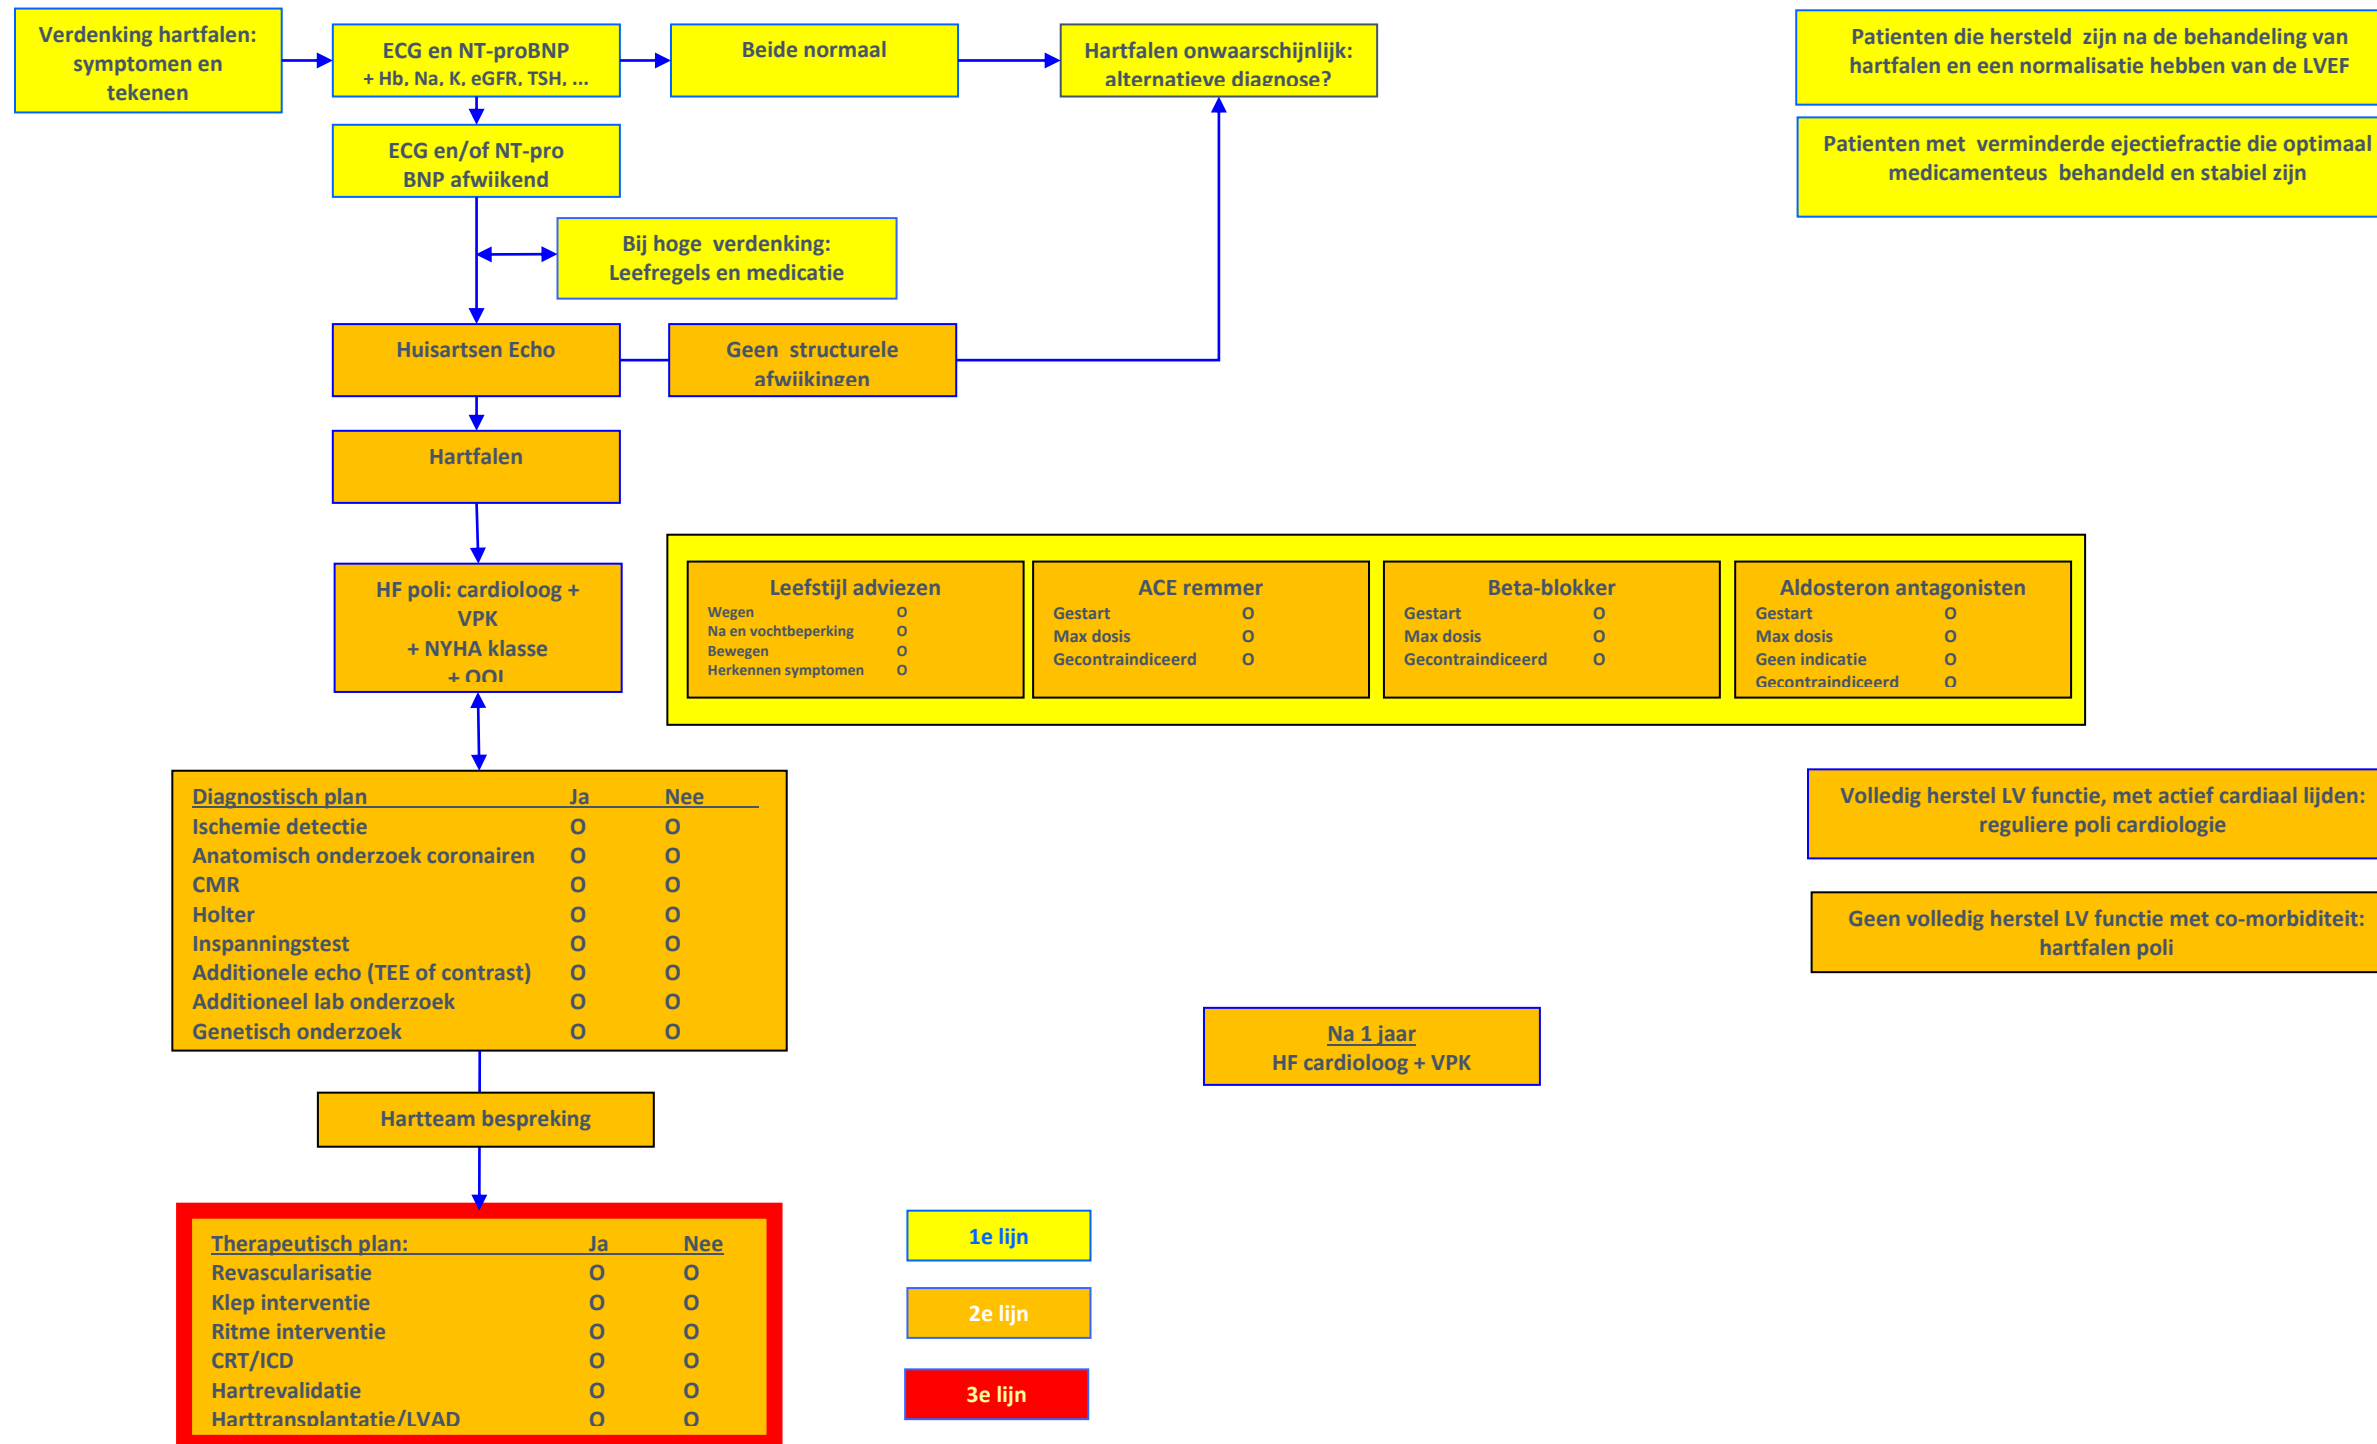 Verdenking hartfalen:
symptomen en
tekenen
ECG en NT-proBNP
+ Hb, Na, K, eGFR, TSH, ...
Beide normaal
Hartfalen onwaarschijnlijk:
alternatieve diagnose?
Patienten die hersteld zijn na de behandeling van
hartfalen en een normalisatie hebben van de LVEF
ECG en/of NT-pro
BNP afwijkend
Patienten met verminderde ejectiefractie die optimaal
medicamenteus behandeld en stabiel zijn
Bij hoge verdenking:
Leefregels en medicatie
Huisartsen Echo
Geen structurele
afwijkingen
Hartfalen
HF poli: cardioloog +
VPK
+ NYHA klasse
+ QOL
Leefstijl adviezen
Wegen O
Na en vochtbeperking O
Bewegen O
Herkennen symptomen O
ACE remmer
Gestart O
Max dosis O
Gecontraindiceerd O
Beta-blokker
Gestart O
Max dosis O
Gecontraindiceerd O
Aldosteron antagonisten
Gestart O
Max dosis O
Geen indicatie O
Gecontraindiceerd O
Diagnostisch plan Ja Nee
Ischemie detectie O O
Anatomisch onderzoek coronairen O O
CMR O O
Holter O O
Inspanningstest O O
Additionele echo (TEE of contrast) O O
Additioneel lab onderzoek O O
Genetisch onderzoek O O
Volledig herstel LV functie, met actief cardiaal lijden:
reguliere poli cardiologie
Geen volledig herstel LV functie met co-morbiditeit:
hartfalen poli
Na 1 jaar
HF cardioloog + VPK
Hartteam bespreking
Therapeutisch plan: Ja Nee
Revascularisatie O O
Klep interventie O O
Ritme interventie O O
CRT/ICD O O
Hartrevalidatie O O
Harttransplantatie/LVAD O O
1e lijn
2e lijn
3e lijn